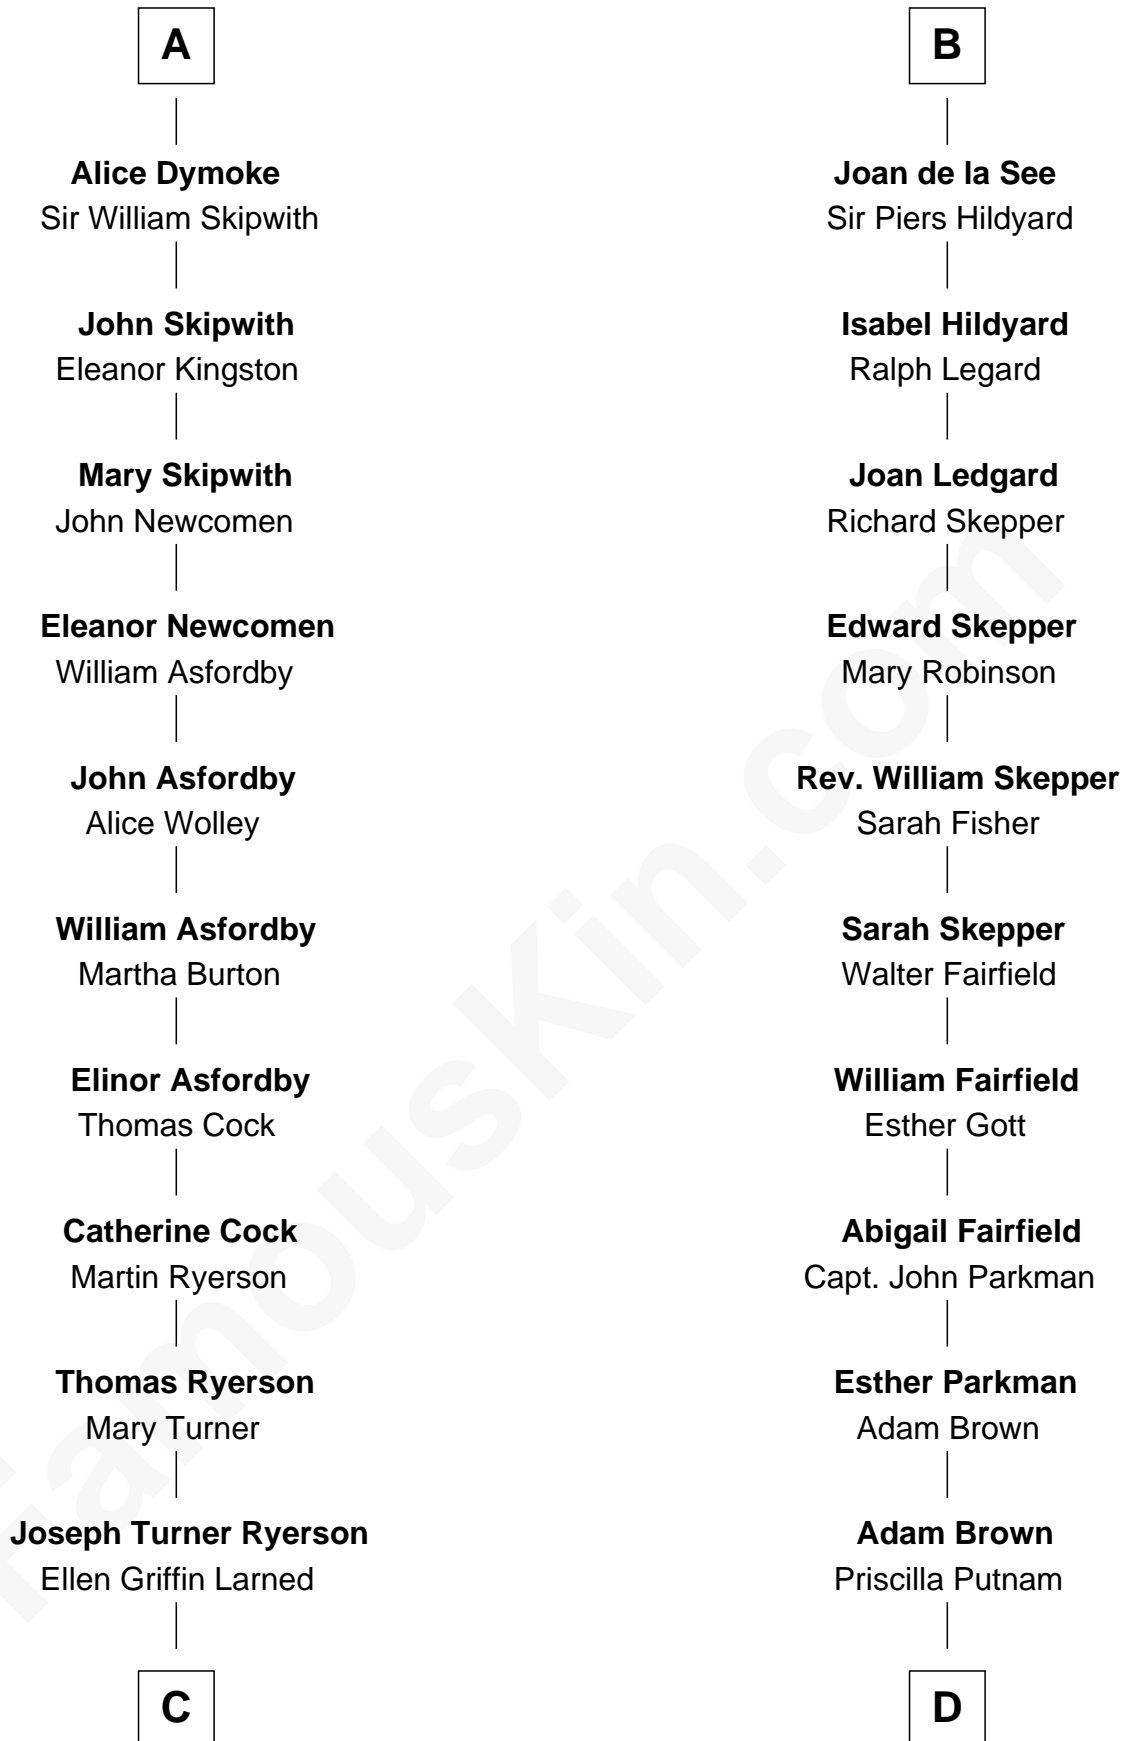 A
Alice Dymoke
Sir William Skipwith
John Skipwith
Eleanor Kingston
Mary Skipwith
John Newcomen
Eleanor Newcomen
William Asfordby
John Asfordby
Alice Wolley
William Asfordby
Martha Burton
Elinor Asfordby
Thomas Cock
Catherine Cock
Martin Ryerson
Thomas Ryerson
Mary Turner
Joseph Turner Ryerson
Ellen Griffin Larned
C
B
Joan de la See
Sir Piers Hildyard
Isabel Hildyard
Ralph Legard
Joan Ledgard
Richard Skepper
Edward Skepper
Mary Robinson
Rev. William Skepper
Sarah Fisher
Sarah Skepper
Walter Fairfield
William Fairfield
Esther Gott
Abigail Fairfield
Capt. John Parkman
Esther Parkman
Adam Brown
Adam Brown
Priscilla Putnam
D
FamousKin.com